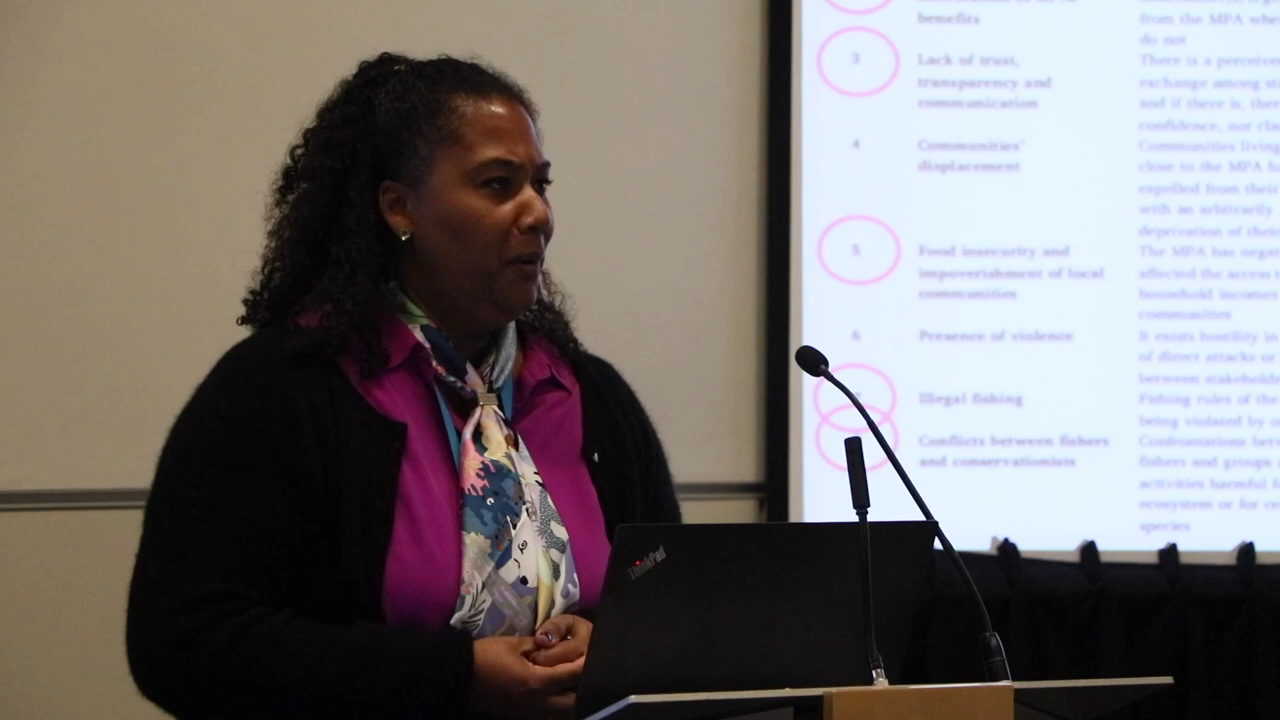 benefits
from the MPA whe
do not
3
Lack of trust,
transparency and
communication
There is a perceive
exchange among st
and if there is, ther
confidence, nor cla
4
Communities'
displacement
Communities living
close to the MPA h
expelled from their
with an arbitrarily
deprivation of their
5
Food insecurity and
impoverishment of local
communities
The MPA has negat
affected the access
household incomes
communities
6
Presence of violence
It exists hostility in
of direct attacks or
between stakeholde
Illegal fishing
Fishing rules of the
being violated by o
Conflicts between fishers
and conservationists
Confrontations betw
fishers and groups
activities harmful f
ecosystem or for ce
species
ThinkPad